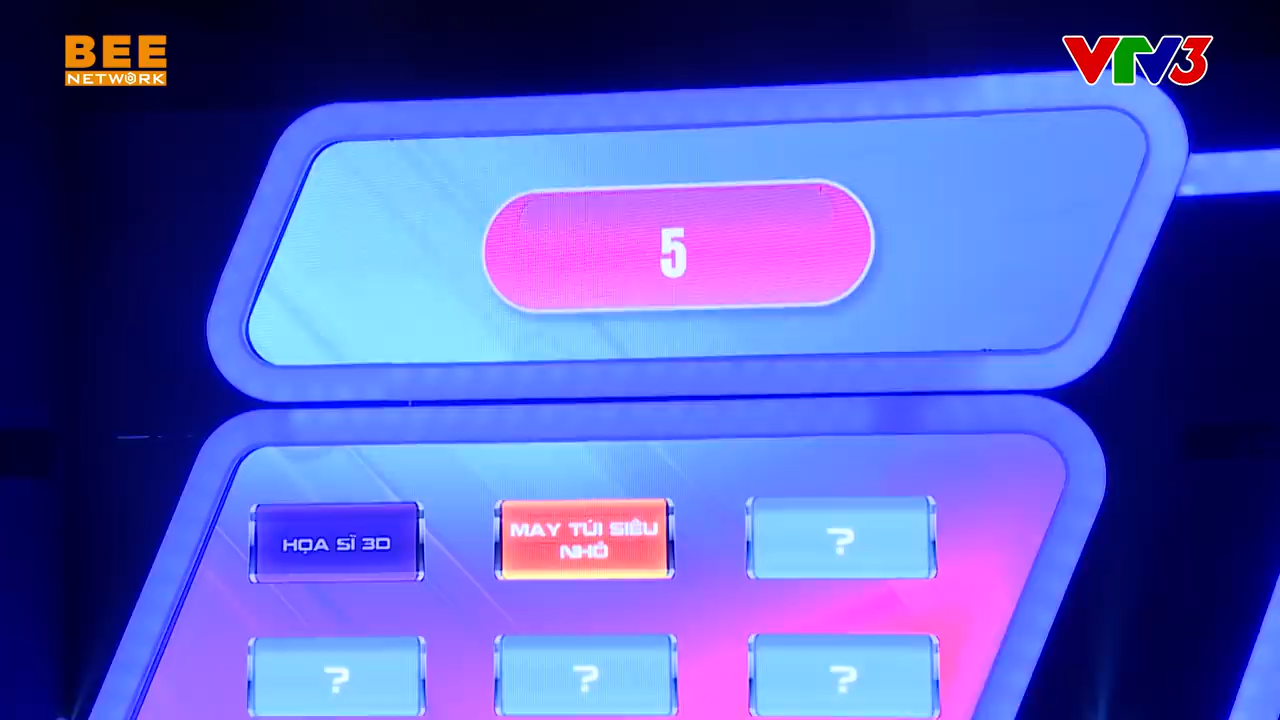 BEE
NETWORK
VTV3
5
HỌA SĨ 3D
MAY TÚI SIÊU
NHỎ
?
?
?
?